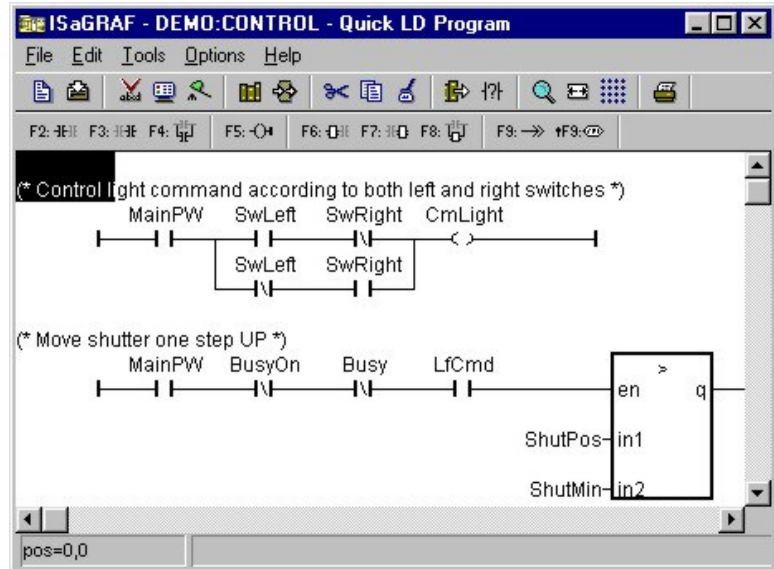 ISaGRAF - DEMO:CONTROL - Quick LD Program
File Edit Tools Options Help
F2: F3: F4: F5: F6: F7: F8: F9: ↑F9:
(* Control light command according to both left and right switches *)
MainPW SwLeft SwRight CmLight
SwLeft SwRight
(* Move shutter one step UP *)
MainPW BusyOn Busy LfCmd
>
en q
ShutPos in1
ShutMin in2
pos=0,0